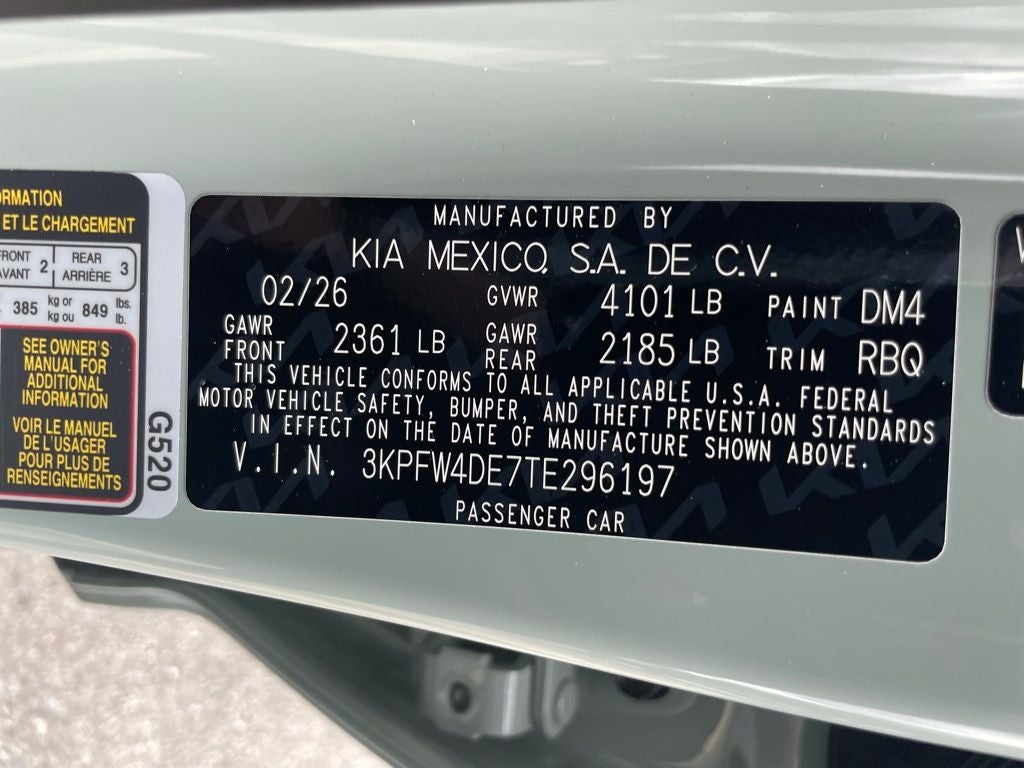 RMATION
ET LE CHARGEMENT
FRONT 2 REAR 3
AVANT ARRIÈRE
385 kg or 849 lbs.
kg ou lb.
SEE OWNER'S
MANUAL FOR
ADDITIONAL
INFORMATION
VOIR LE MANUEL
DE L'USAGER
POUR PLUS DE
RENSEIGNEMENTS
G520
MANUFACTURED BY
KIA MEXICO, S.A. DE C.V.
02/26 GVWR 4101 LB PAINT DM4
GAWR FRONT 2361 LB GAWR REAR 2185 LB TRIM RBQ
THIS VEHICLE CONFORMS TO ALL APPLICABLE U.S.A. FEDERAL
MOTOR VEHICLE SAFETY, BUMPER, AND THEFT PREVENTION STANDARDS
IN EFFECT ON THE DATE OF MANUFACTURE SHOWN ABOVE.
V.I.N. 3KPFW4DE7TE296197
PASSENGER CAR